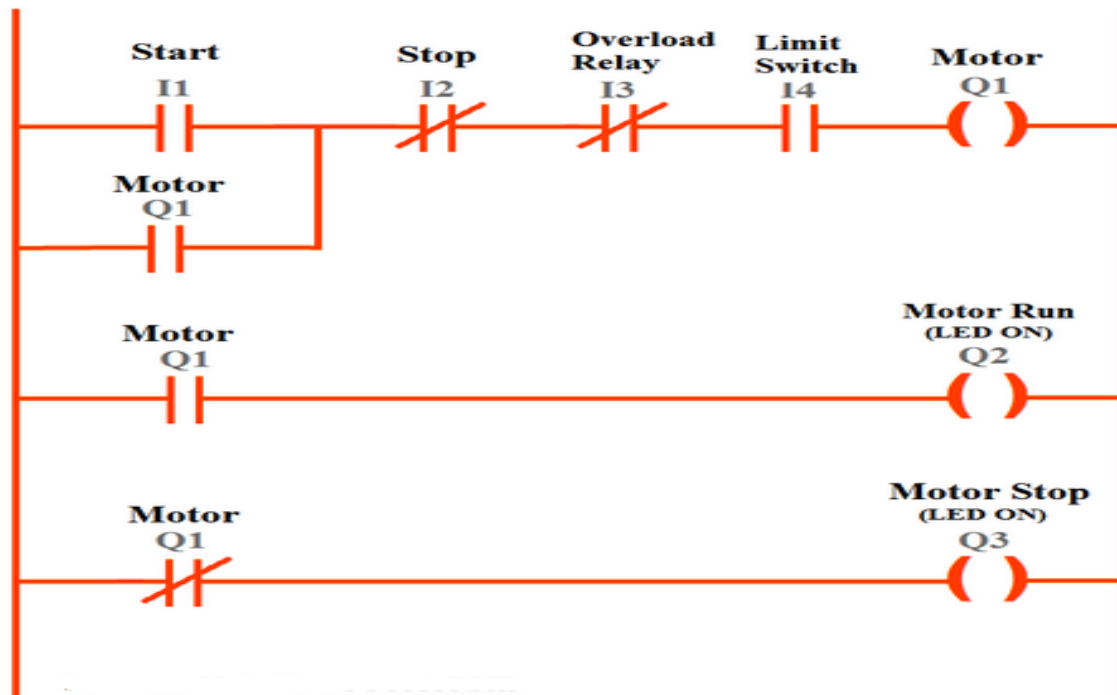 Start
I1
Stop
I2
Overload
Relay
I3
Limit
Switch
I4
Motor
Q1
Motor
Q1
Motor
Q1
Motor Run
(LED ON)
Q2
Motor
Q1
Motor Stop
(LED ON)
Q3